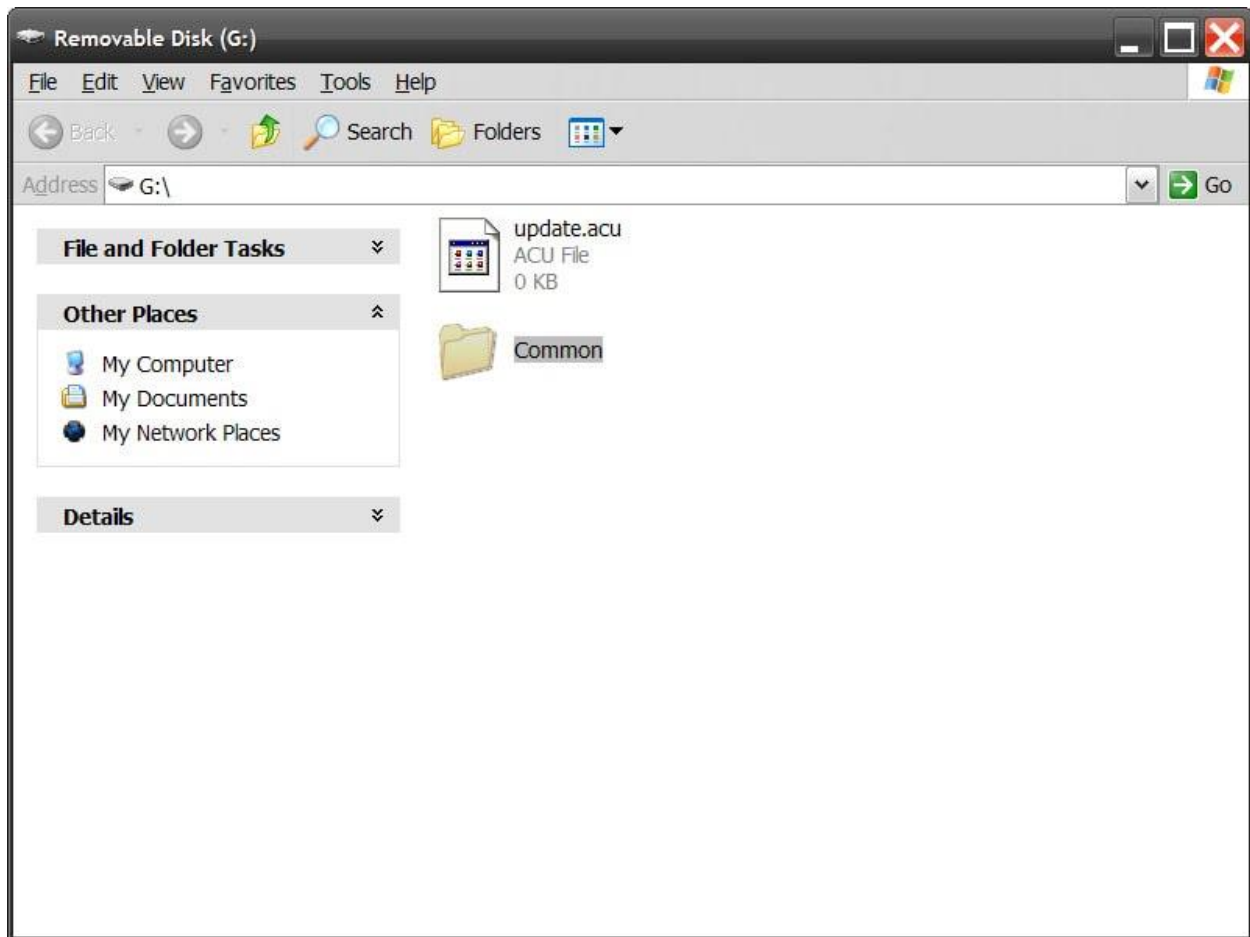 Removable Disk (G:)
File Edit View Favorites Tools Help
Back Search Folders
Address G:\ Go
File and Folder Tasks
Other Places
My Computer
My Documents
My Network Places
Details
update.acu
ACU File
0 KB
Common